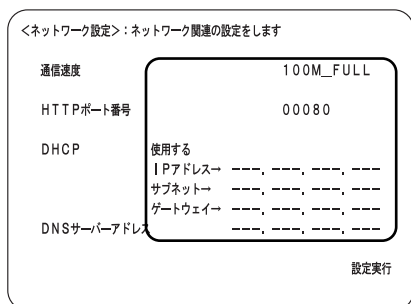 <ネットワーク設定>:ネットワーク関連の設定をします
通信速度 100M_FULL
HTTPポート番号 00080
DHCP 使用する
IPアドレス→ ---. ---. ---. ---
サブネット→ ---. ---. ---. ---
ゲートウェイ→ ---. ---. ---. ---
DNSサーバーアドレス ---. ---. ---. ---
設定実行